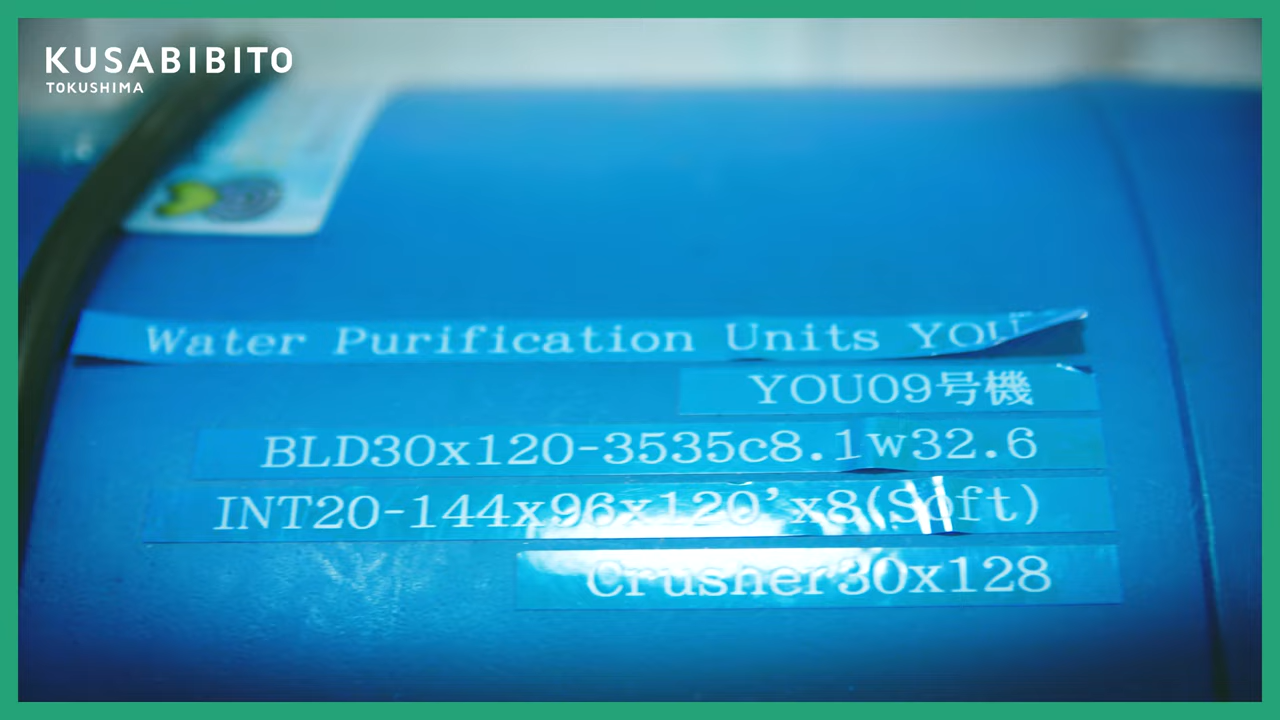 KUSABIBITO
TOKUSHIMA
Water Purification Units YOU
YOU09号機
BLD30x120-3535c8.1w32.6
INT20-144x96x120'x8(Soft)
Crusher30x128